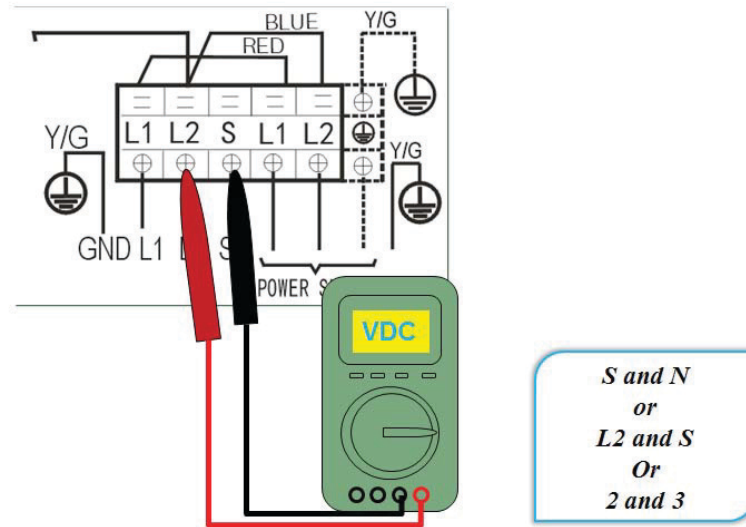 BLUE
Y/G
RED
L1 L2 S L1 L2
Y/G
Y/G
GND L1
POWER
VDC
S and N
or
L2 and S
Or
2 and 3